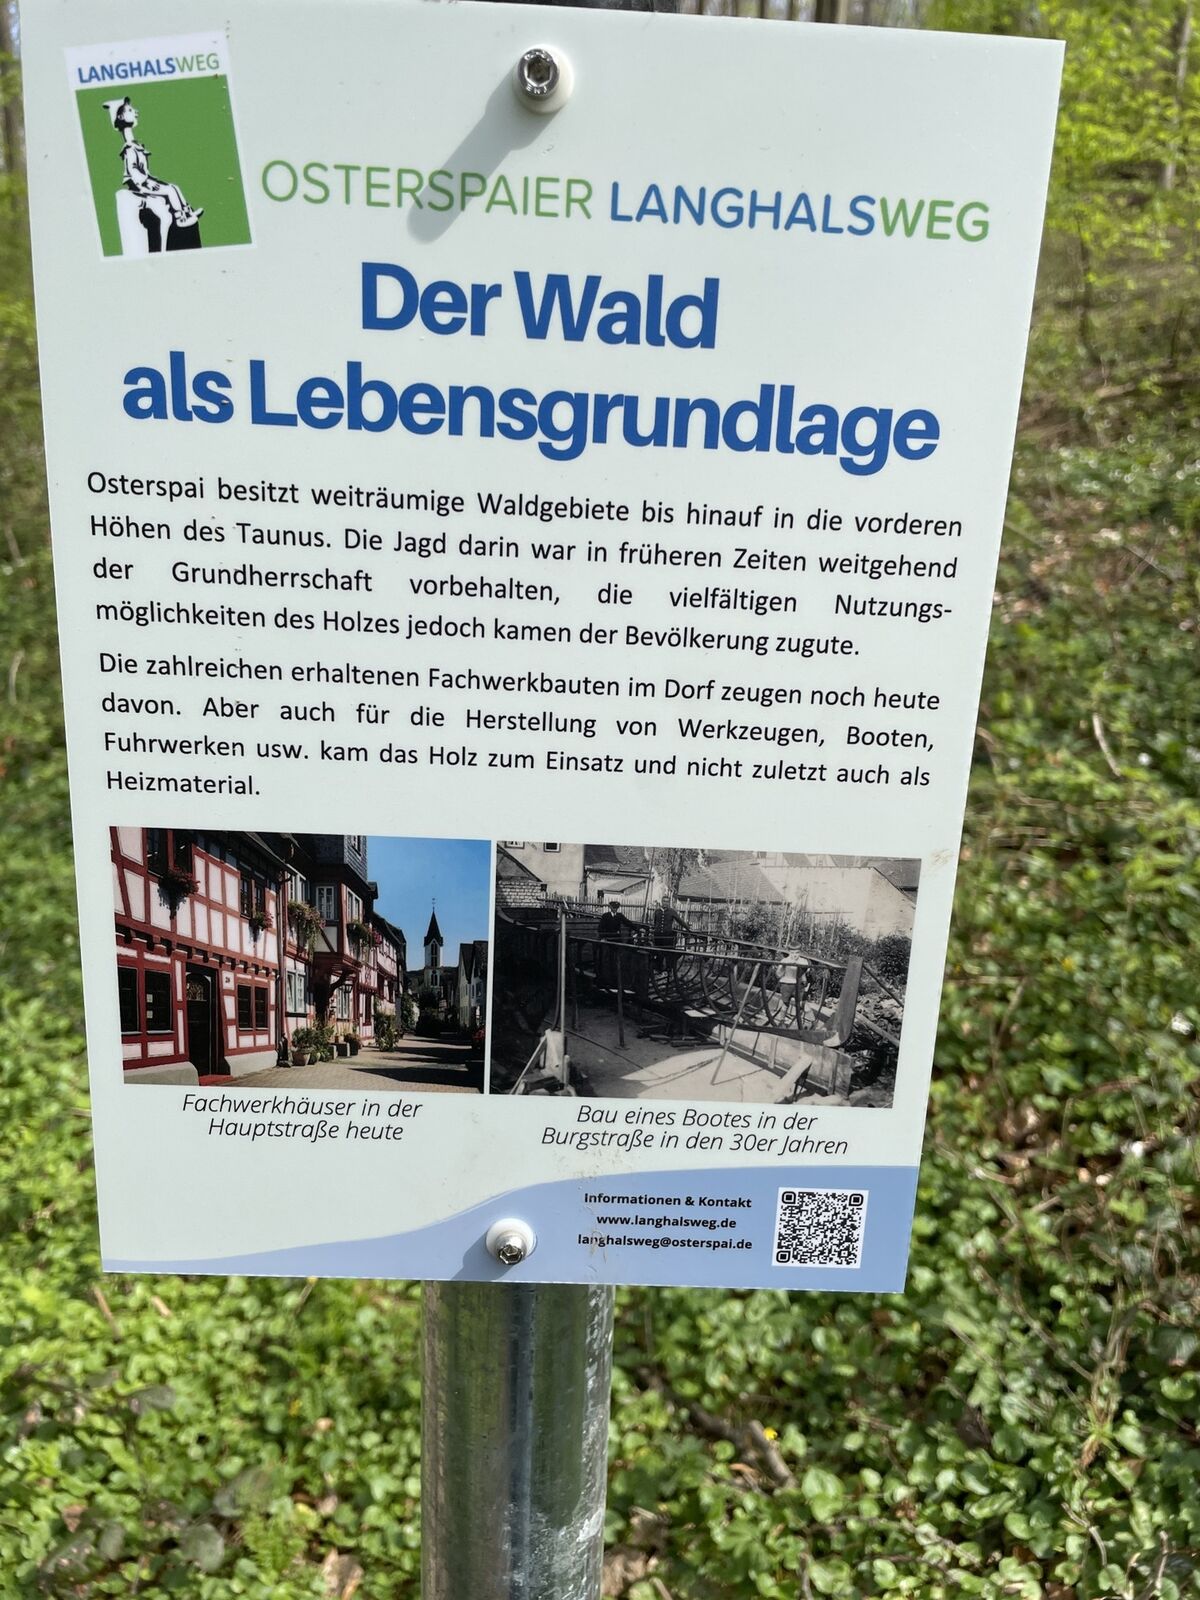 LANGHALSWEG
OSTERSPAIER LANGHALSWEG
Der Wald
als Lebensgrundlage
Osterspai besitzt weiträumige Waldgebiete bis hinauf in die vorderen
Höhen des Taunus. Die Jagd darin war in früheren Zeiten weitgehend
der Grundherrschaft vorbehalten, die vielfältigen Nutzungs-
möglichkeiten des Holzes jedoch kamen der Bevölkerung zugute.
Die zahlreichen erhaltenen Fachwerkbauten im Dorf zeugen noch heute
davon. Aber auch für die Herstellung von Werkzeugen, Booten,
Fuhrwerken usw. kam das Holz zum Einsatz und nicht zuletzt auch als
Heizmaterial.
Fachwerkhäuser in der
Hauptstraße heute
Bau eines Bootes in der
Burgstraße in den 30er Jahren
Informationen & Kontakt
www.langhalsweg.de
langhalsweg@osterspai.de